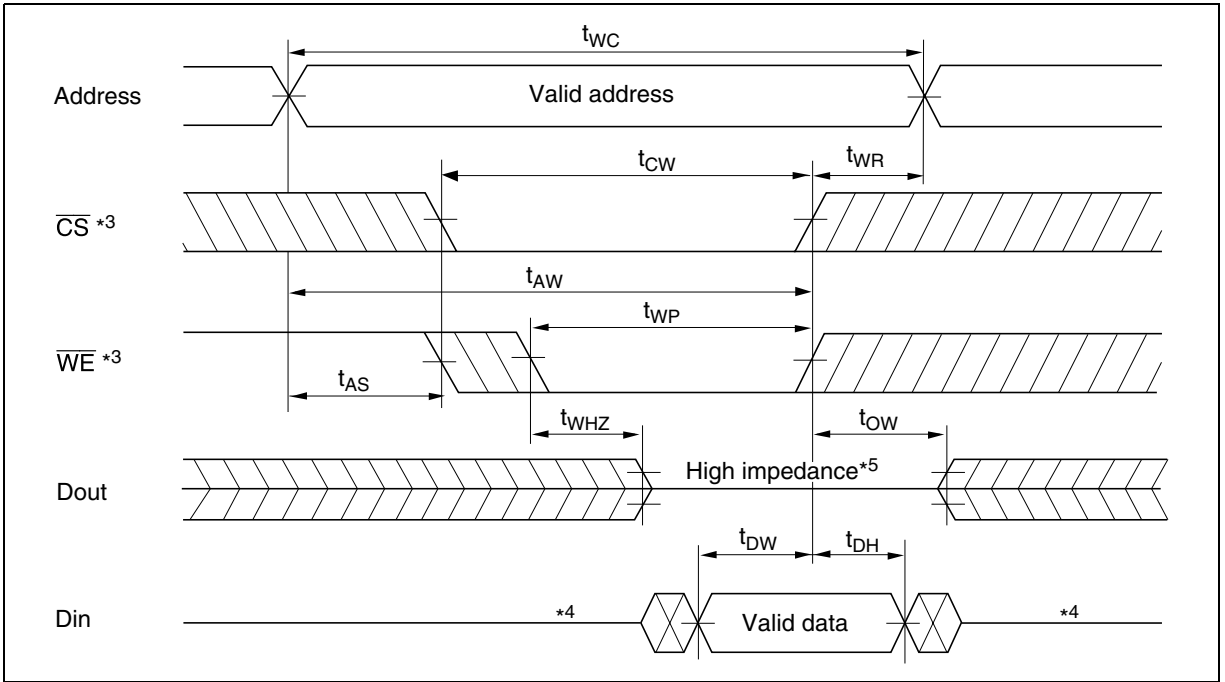 tWC
Address
Valid address
tCW
tWR
CS *3
tAW
tWP
WE *3
tAS
tWHZ
tOW
High impedance*5
Dout
tDW
tDH
Din
*4
Valid data
*4